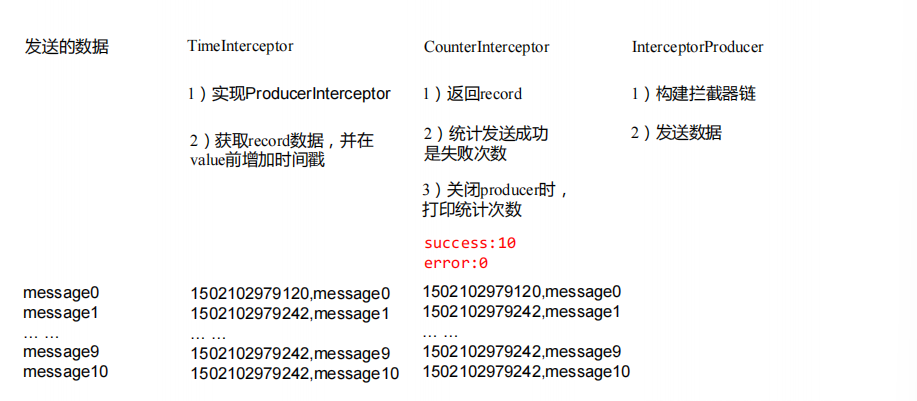 发送的数据 TimeInterceptor CounterInterceptor InterceptorProducer
1）实现ProducerInterceptor 1）返回record 1）构建拦截器链
2）获取record数据，并在
value前增加时间戳
2）统计发送成功
是失败次数
2）发送数据
3）关闭producer时，
打印统计次数
success:10
error:0
message0 1502102979120,message0 1502102979120,message0
message1 1502102979242,message1 1502102979242,message1
... ... ... ... ... ...
message9 1502102979242,message9 1502102979242,message9
message10 1502102979242,message10 1502102979242,message10